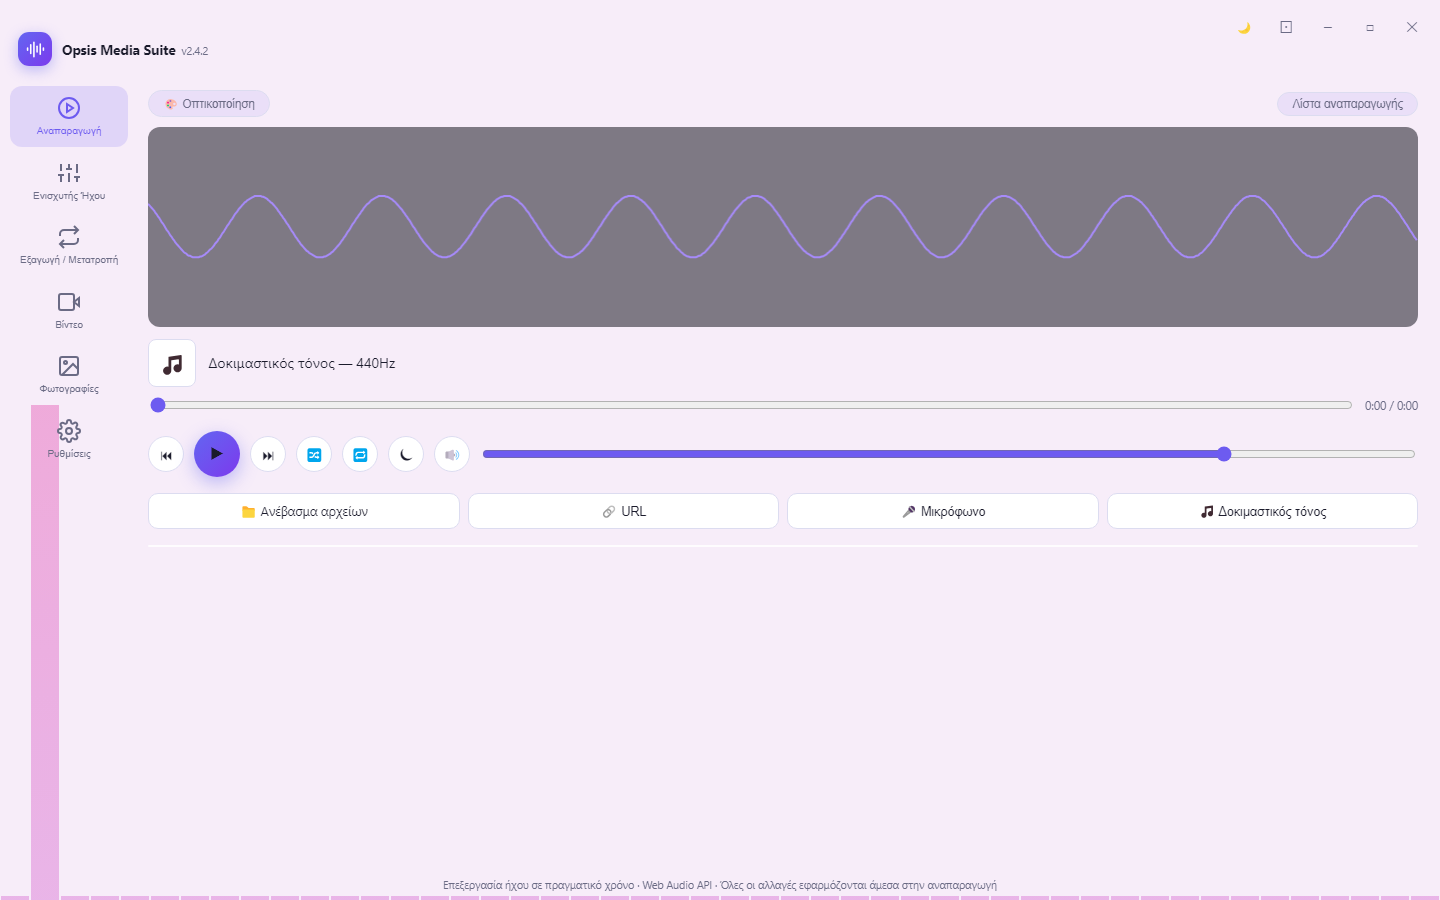 Opsis Media Suite v2.4.2
Αναπαραγωγή
Ενισχυτής Ήχου
Εξαγωγή / Μετατροπή
Βίντεο
Φωτογραφίες
Ρυθμίσεις
Οπτικοποίηση
Λίστα αναπαραγωγής
Δοκιμαστικός τόνος — 440Hz
0:00 / 0:00
Ανέβασμα αρχείων
URL
Μικρόφωνο
Δοκιμαστικός τόνος
Επεξεργασία ήχου σε πραγματικό χρόνο · Web Audio API · Όλες οι αλλαγές εφαρμόζονται άμεσα στην αναπαραγωγή